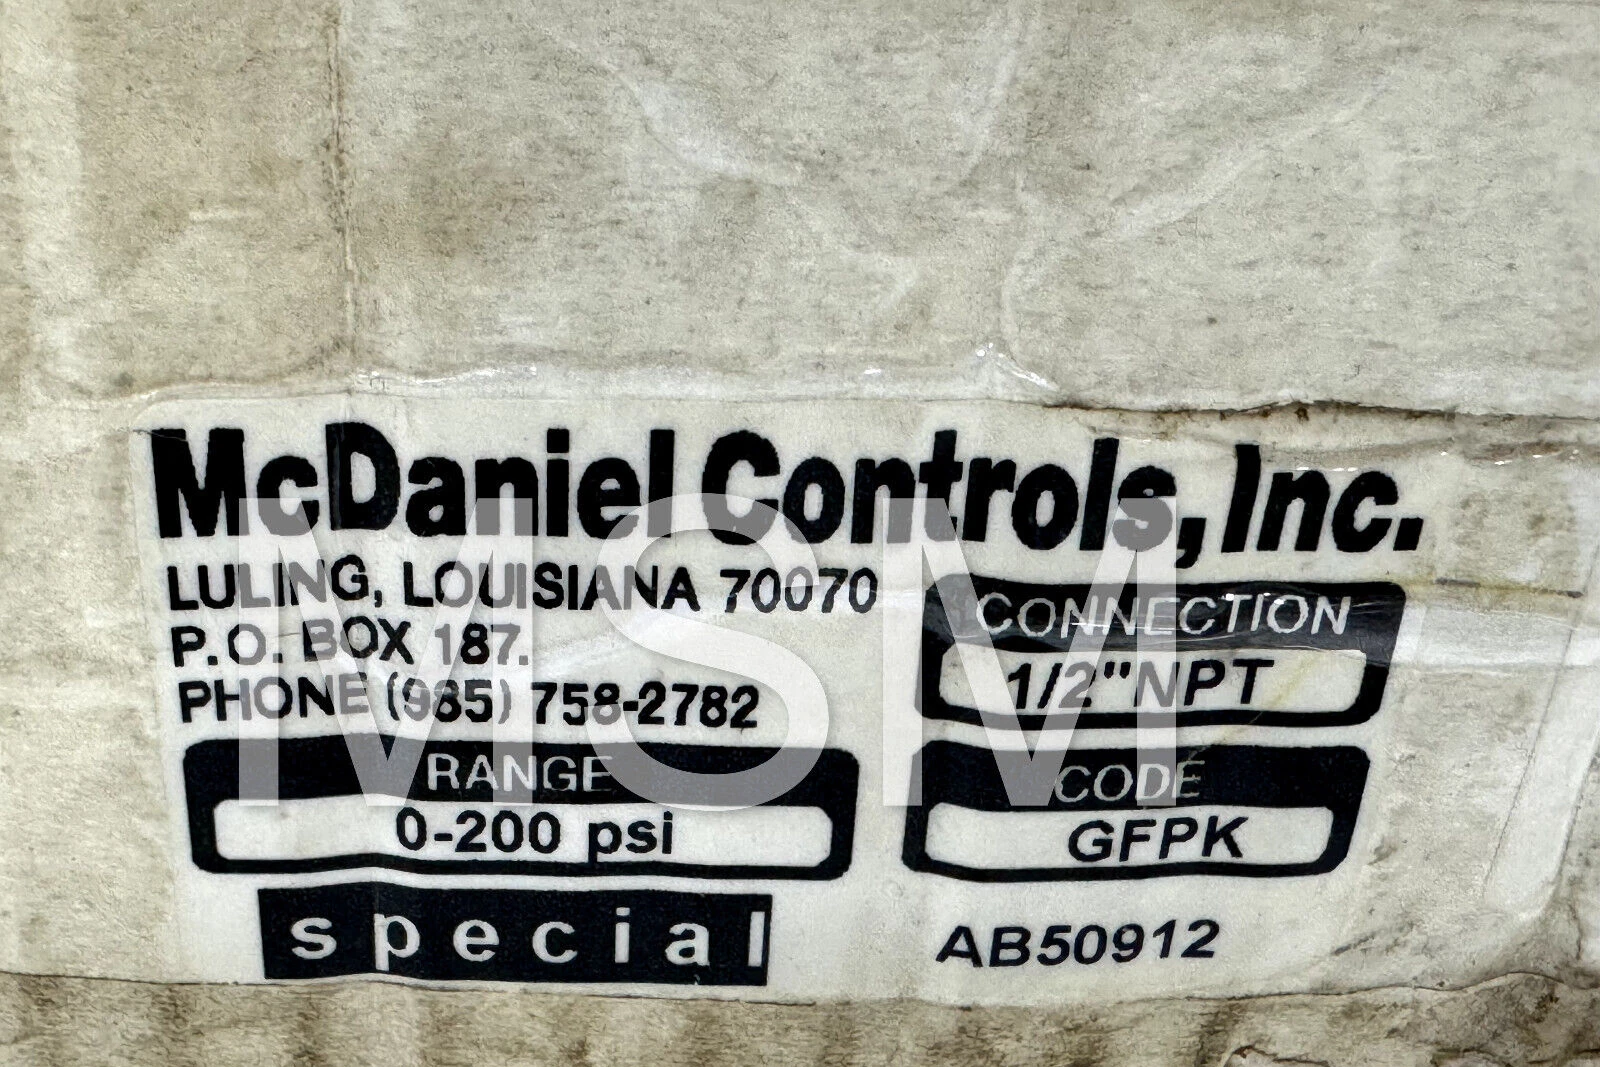 McDaniel Controls, Inc.
LULING, LOUISIANA 70070
P.O. BOX 187.
PHONE (985) 758-2782
CONNECTION
1/2"NPT
RANGE
0-200 psi
CODE
GFPK
special
AB50912
MSM